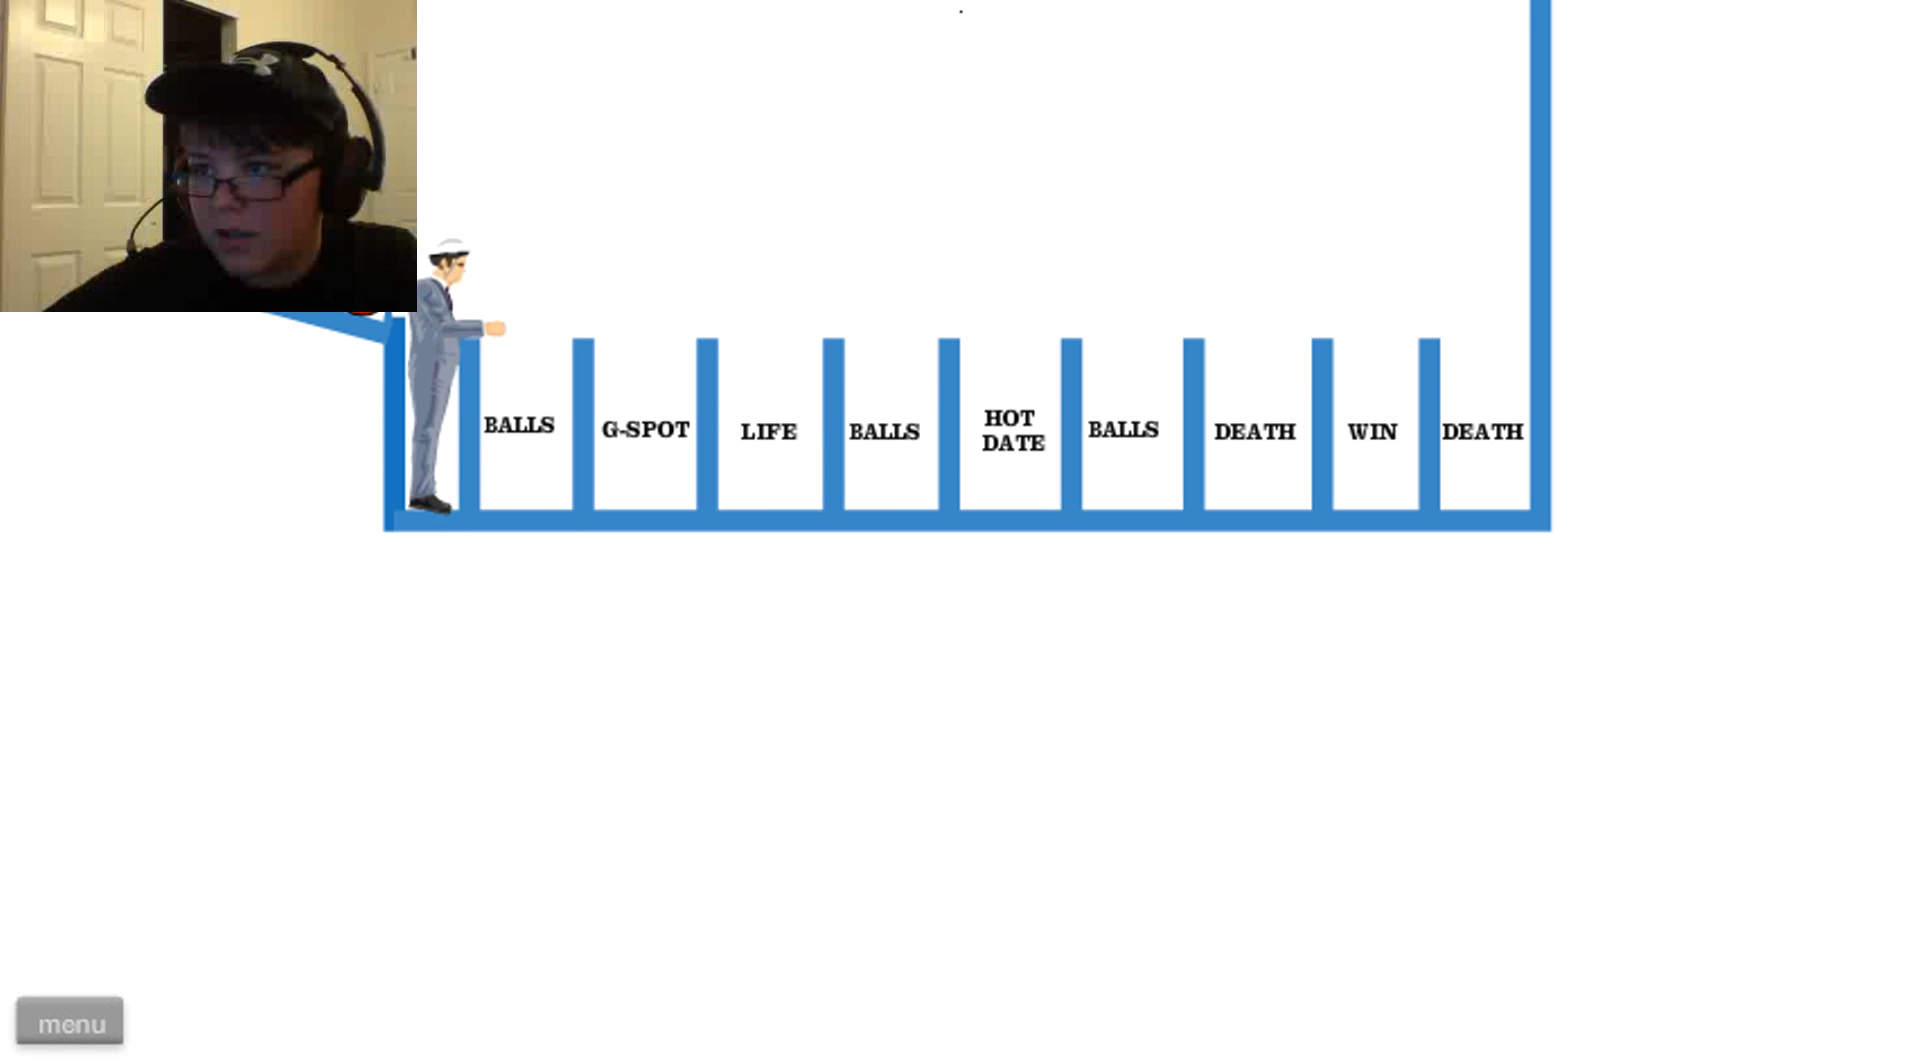 BALLS
G-SPOT
LIFE
BALLS
HOT
DATE
BALLS
DEATH
WIN
DEATH
menu